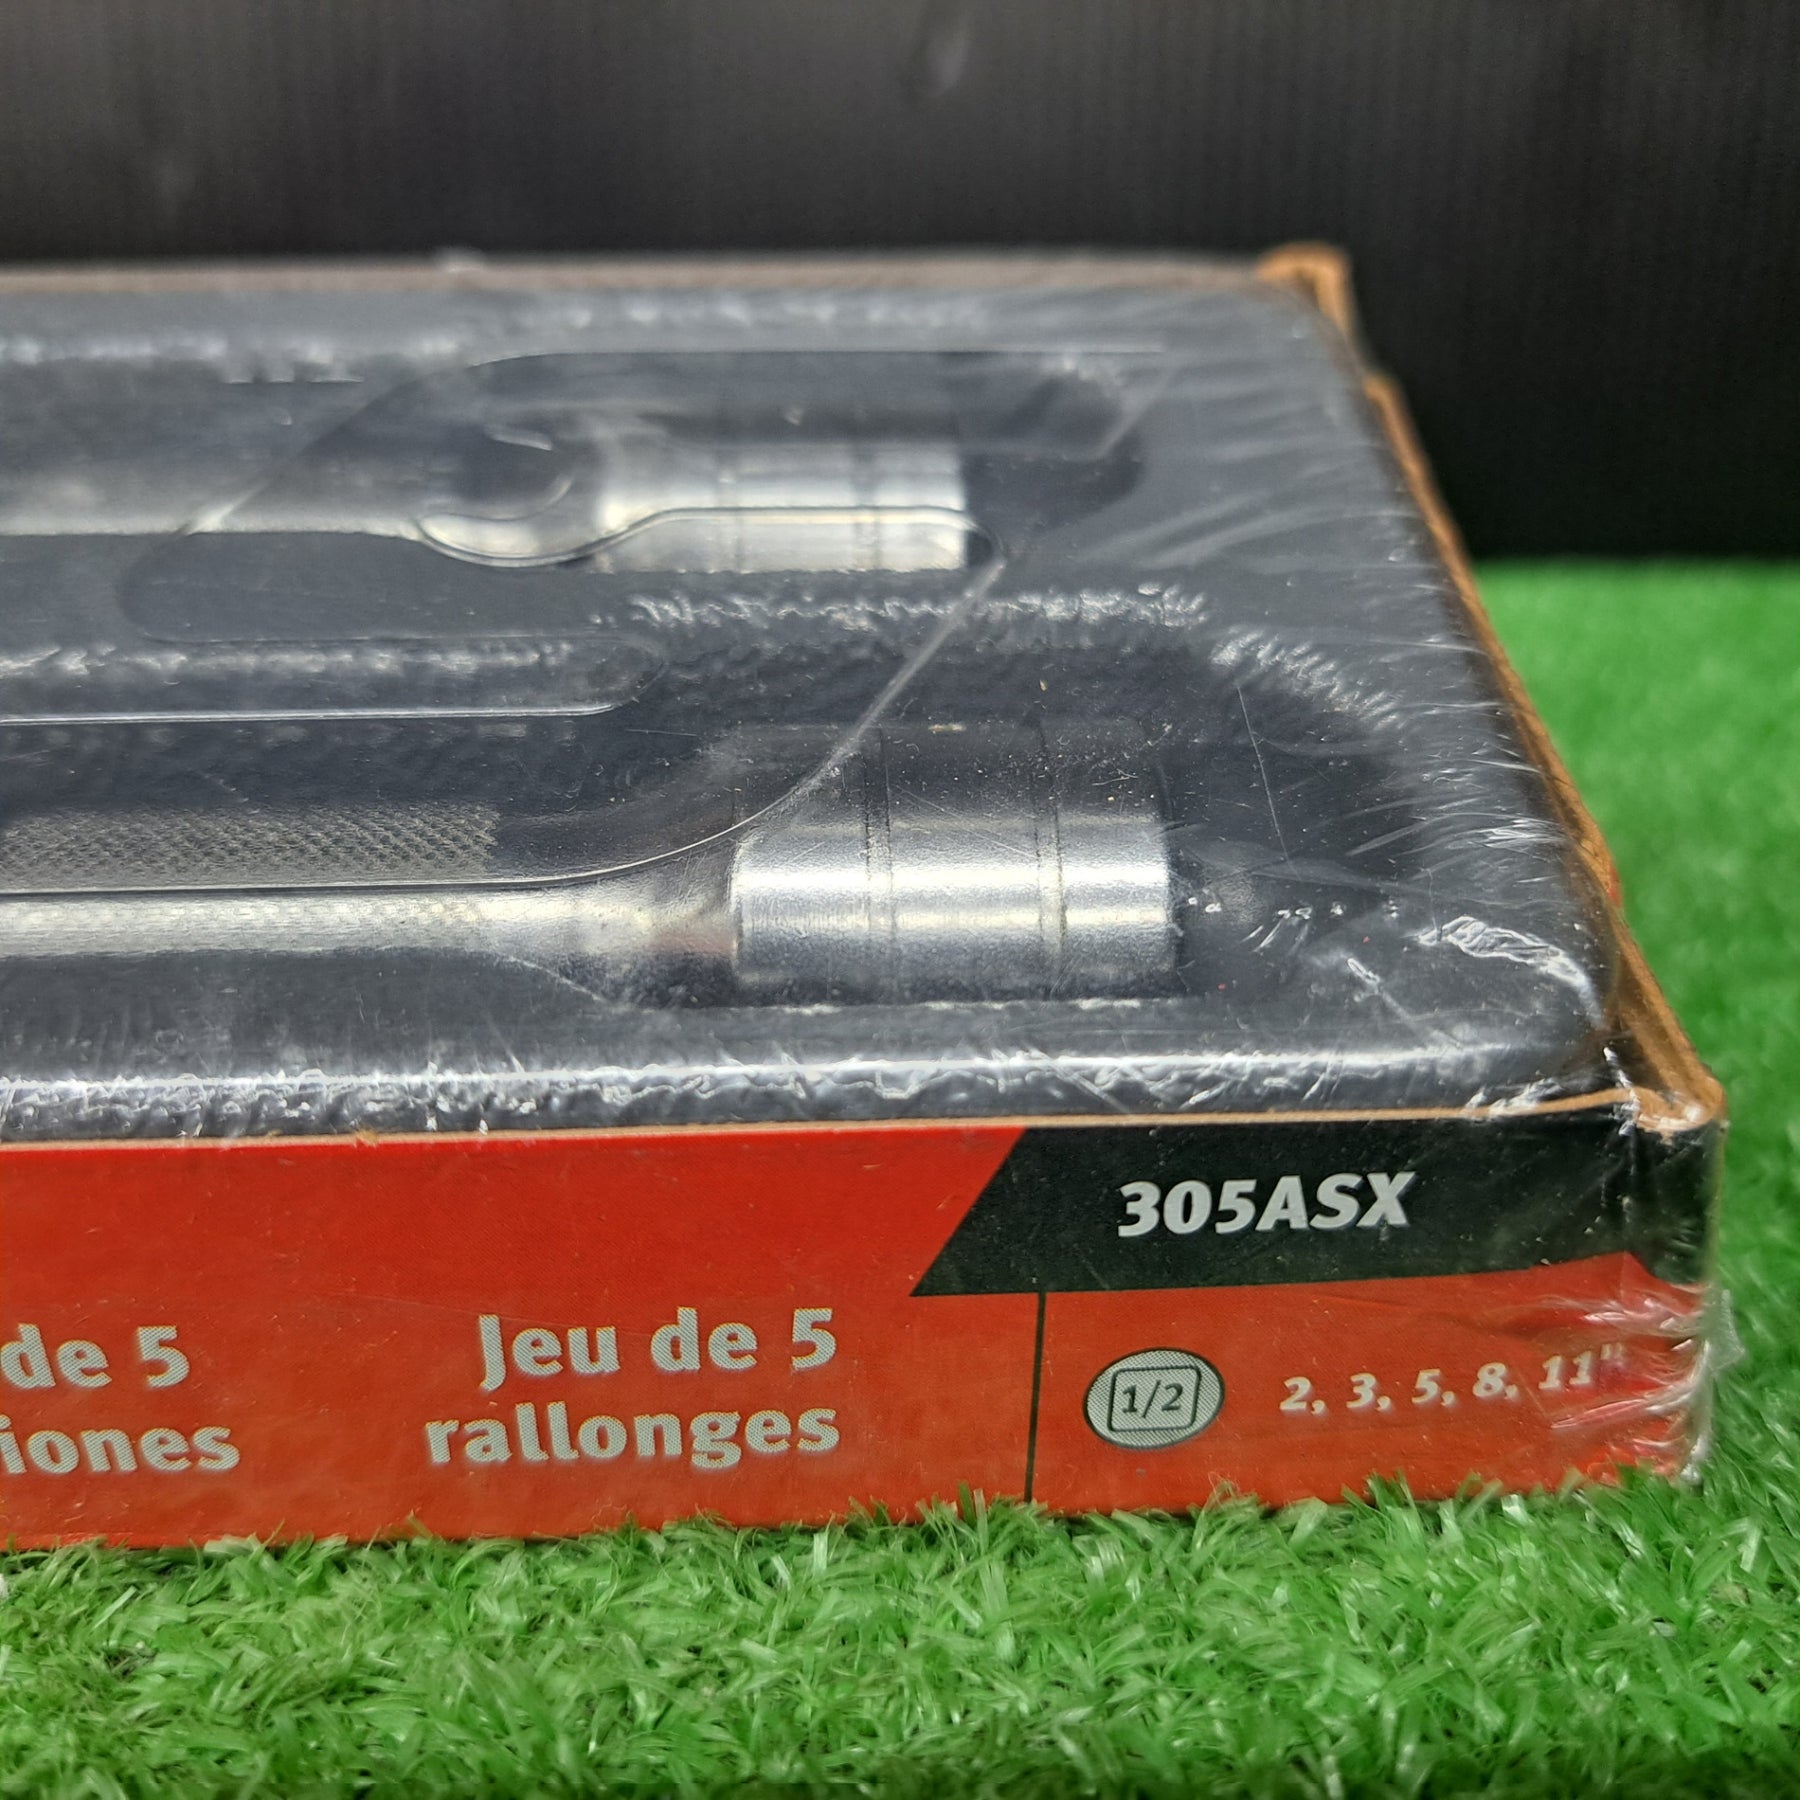 305ASX
de 5
iones
Jeu de 5
rallonges
1/2
2, 3, 5, 8, 11"